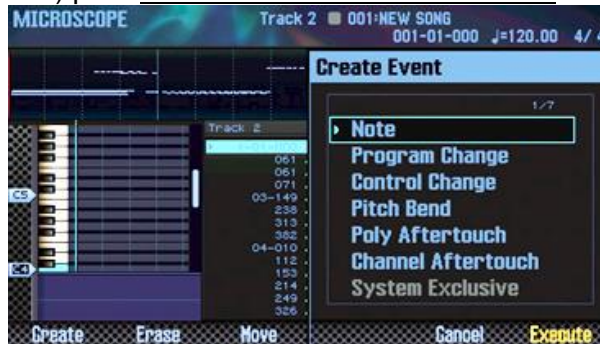 MICROSCOPE Track 2 001:NEW SONG
001-01-000 ♩=120.00 4/4
Create Event
1/7
Note
Program Change
Control Change
Pitch Bend
Poly Aftertouch
Channel Aftertouch
System Exclusive
Track 2
061
061
071
03-149
238
313
382
04-010
112
153
214
249
326
C5
C4
Create Erase Move Cancel Execute